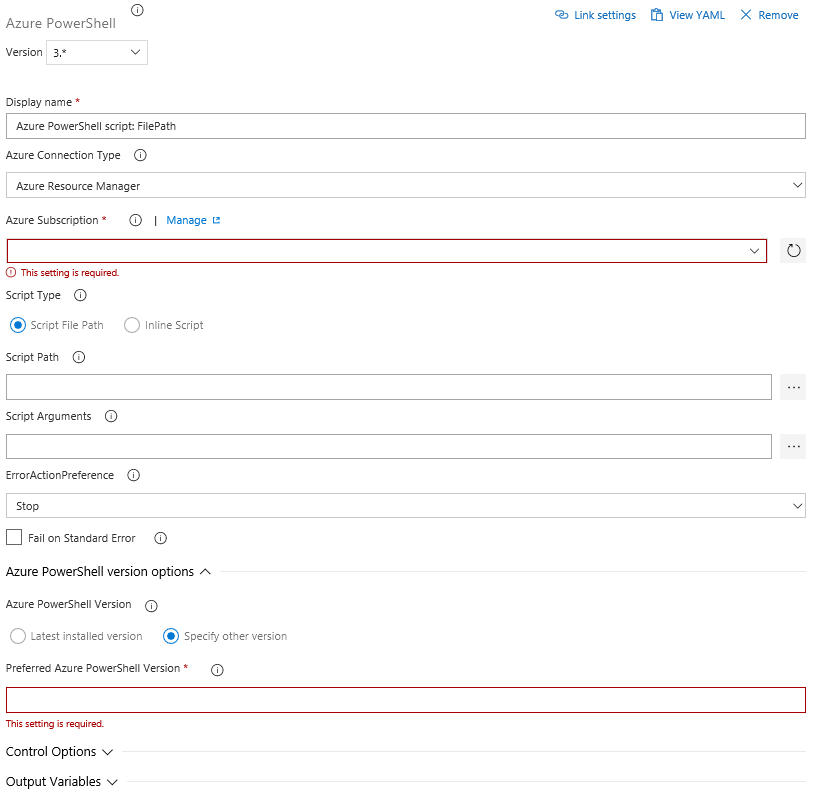 Azure PowerShell
Link settings View YAML Remove
Version 3.*
Display name *
Azure PowerShell script: FilePath
Azure Connection Type
Azure Resource Manager
Azure Subscription * | Manage
This setting is required.
Script Type
Script File Path Inline Script
Script Path
...
Script Arguments
...
ErrorActionPreference
Stop
Fail on Standard Error
Azure PowerShell version options
Azure PowerShell Version
Latest installed version Specify other version
Preferred Azure PowerShell Version *
This setting is required.
Control Options
Output Variables